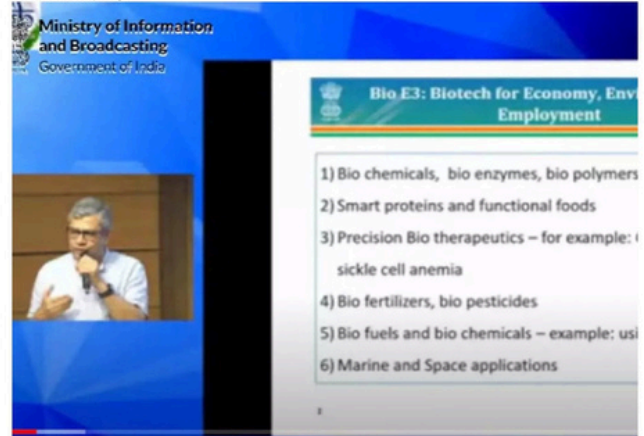 Ministry of Information
and Broadcasting
Government of India
Bio E3: Biotech for Economy, Env
Employment
1) Bio chemicals, bio enzymes, bio polymers
2) Smart proteins and functional foods
3) Precision Bio therapeutics – for example:
sickle cell anemia
4) Bio fertilizers, bio pesticides
5) Bio fuels and bio chemicals – example: usi
6) Marine and Space applications